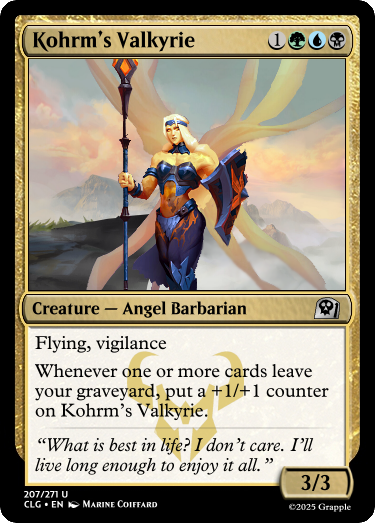 Kohrm's Valkyrie 1
Creature — Angel Barbarian
Flying, vigilance
Whenever one or more cards leave
your graveyard, put a +1/+1 counter
on Kohrm's Valkyrie.
“What is best in life? I don't care. I'll
live long enough to enjoy it all.”
3/3
207/271 U
CLG • EN Marine Coiffard
©2025 Grapple